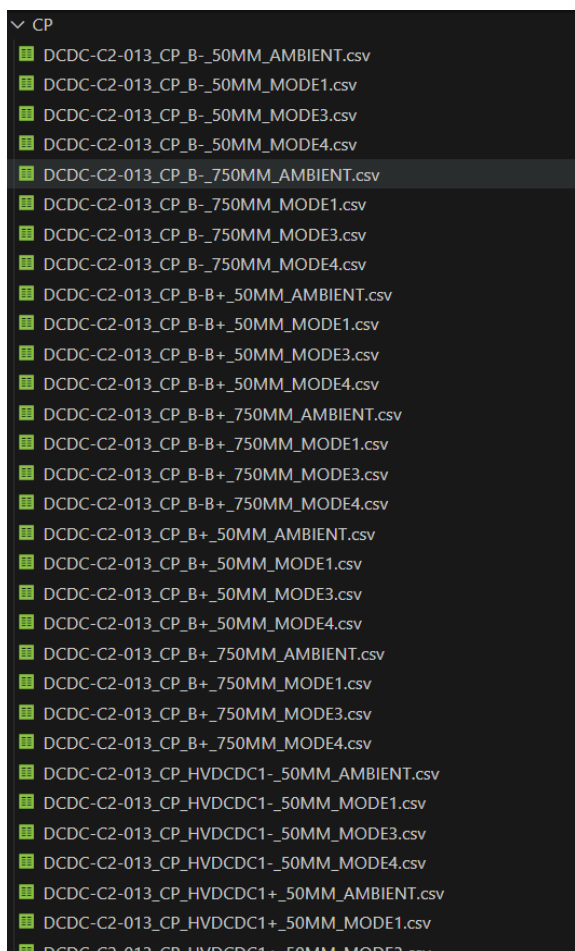 CP
DCDC-C2-013_CP_B-_50MM_AMBIENT.csv
DCDC-C2-013_CP_B-_50MM_MODE1.csv
DCDC-C2-013_CP_B-_50MM_MODE3.csv
DCDC-C2-013_CP_B-_50MM_MODE4.csv
DCDC-C2-013_CP_B-_750MM_AMBIENT.csv
DCDC-C2-013_CP_B-_750MM_MODE1.csv
DCDC-C2-013_CP_B-_750MM_MODE3.csv
DCDC-C2-013_CP_B-_750MM_MODE4.csv
DCDC-C2-013_CP_B-B+_50MM_AMBIENT.csv
DCDC-C2-013_CP_B-B+_50MM_MODE1.csv
DCDC-C2-013_CP_B-B+_50MM_MODE3.csv
DCDC-C2-013_CP_B-B+_50MM_MODE4.csv
DCDC-C2-013_CP_B-B+_750MM_AMBIENT.csv
DCDC-C2-013_CP_B-B+_750MM_MODE1.csv
DCDC-C2-013_CP_B-B+_750MM_MODE3.csv
DCDC-C2-013_CP_B-B+_750MM_MODE4.csv
DCDC-C2-013_CP_B+_50MM_AMBIENT.csv
DCDC-C2-013_CP_B+_50MM_MODE1.csv
DCDC-C2-013_CP_B+_50MM_MODE3.csv
DCDC-C2-013_CP_B+_50MM_MODE4.csv
DCDC-C2-013_CP_B+_750MM_AMBIENT.csv
DCDC-C2-013_CP_B+_750MM_MODE1.csv
DCDC-C2-013_CP_B+_750MM_MODE3.csv
DCDC-C2-013_CP_B+_750MM_MODE4.csv
DCDC-C2-013_CP_HVDCDC1-_50MM_AMBIENT.csv
DCDC-C2-013_CP_HVDCDC1-_50MM_MODE1.csv
DCDC-C2-013_CP_HVDCDC1-_50MM_MODE3.csv
DCDC-C2-013_CP_HVDCDC1-_50MM_MODE4.csv
DCDC-C2-013_CP_HVDCDC1+_50MM_AMBIENT.csv
DCDC-C2-013_CP_HVDCDC1+_50MM_MODE1.csv
DCDC-C2-013_CP_HVDCDC1+_50MM_MODE3.csv